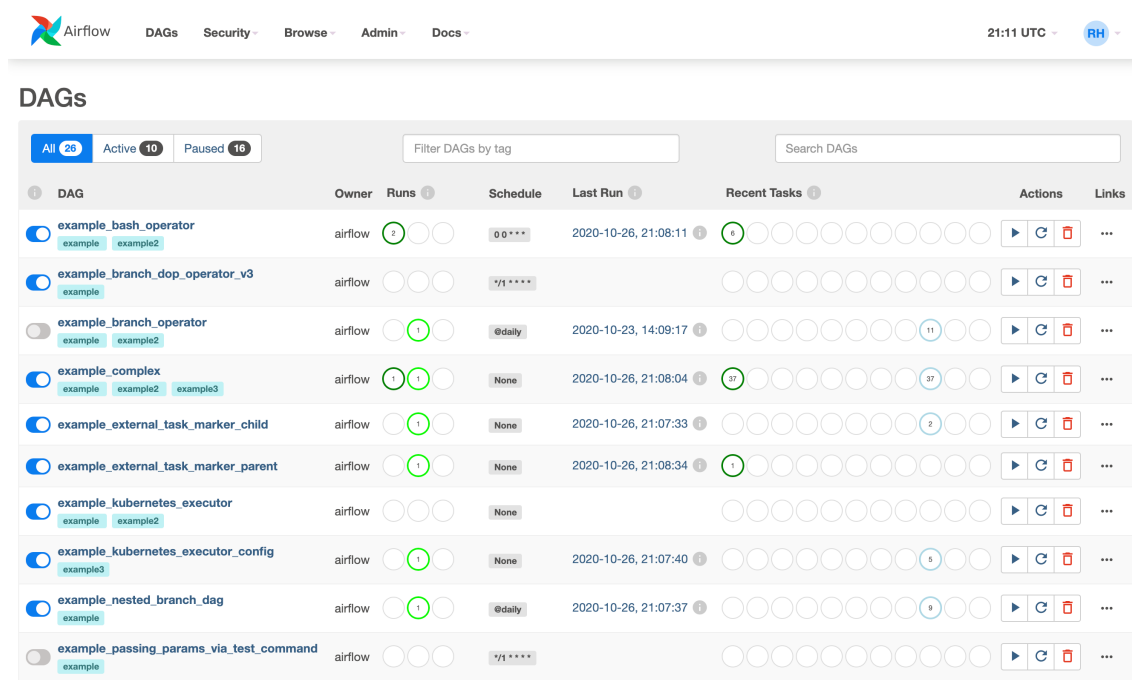 Airflow DAGs Security Browse Admin Docs 21:11 UTC RH
DAGs
All 26 Active 10 Paused 16 Filter DAGs by tag Search DAGs
DAG Owner Runs Schedule Last Run Recent Tasks Actions Links
example_bash_operator
example example2
airflow 2 0 0 * * * 2020-10-26, 21:08:11 6
example_branch_dop_operator_v3
example
airflow */1 * * * *
example_branch_operator
example example2
airflow 1 @daily 2020-10-23, 14:09:17 11
example_complex
example example2 example3
airflow 1 1 None 2020-10-26, 21:08:04 37 37
example_external_task_marker_child airflow 1 None 2020-10-26, 21:07:33 2
example_external_task_marker_parent airflow 1 None 2020-10-26, 21:08:34 1
example_kubernetes_executor
example example2
airflow None
example_kubernetes_executor_config
example3
airflow 1 None 2020-10-26, 21:07:40 5
example_nested_branch_dag
example
airflow 1 @daily 2020-10-26, 21:07:37 9
example_passing_params_via_test_command
example
airflow */1 * * * *